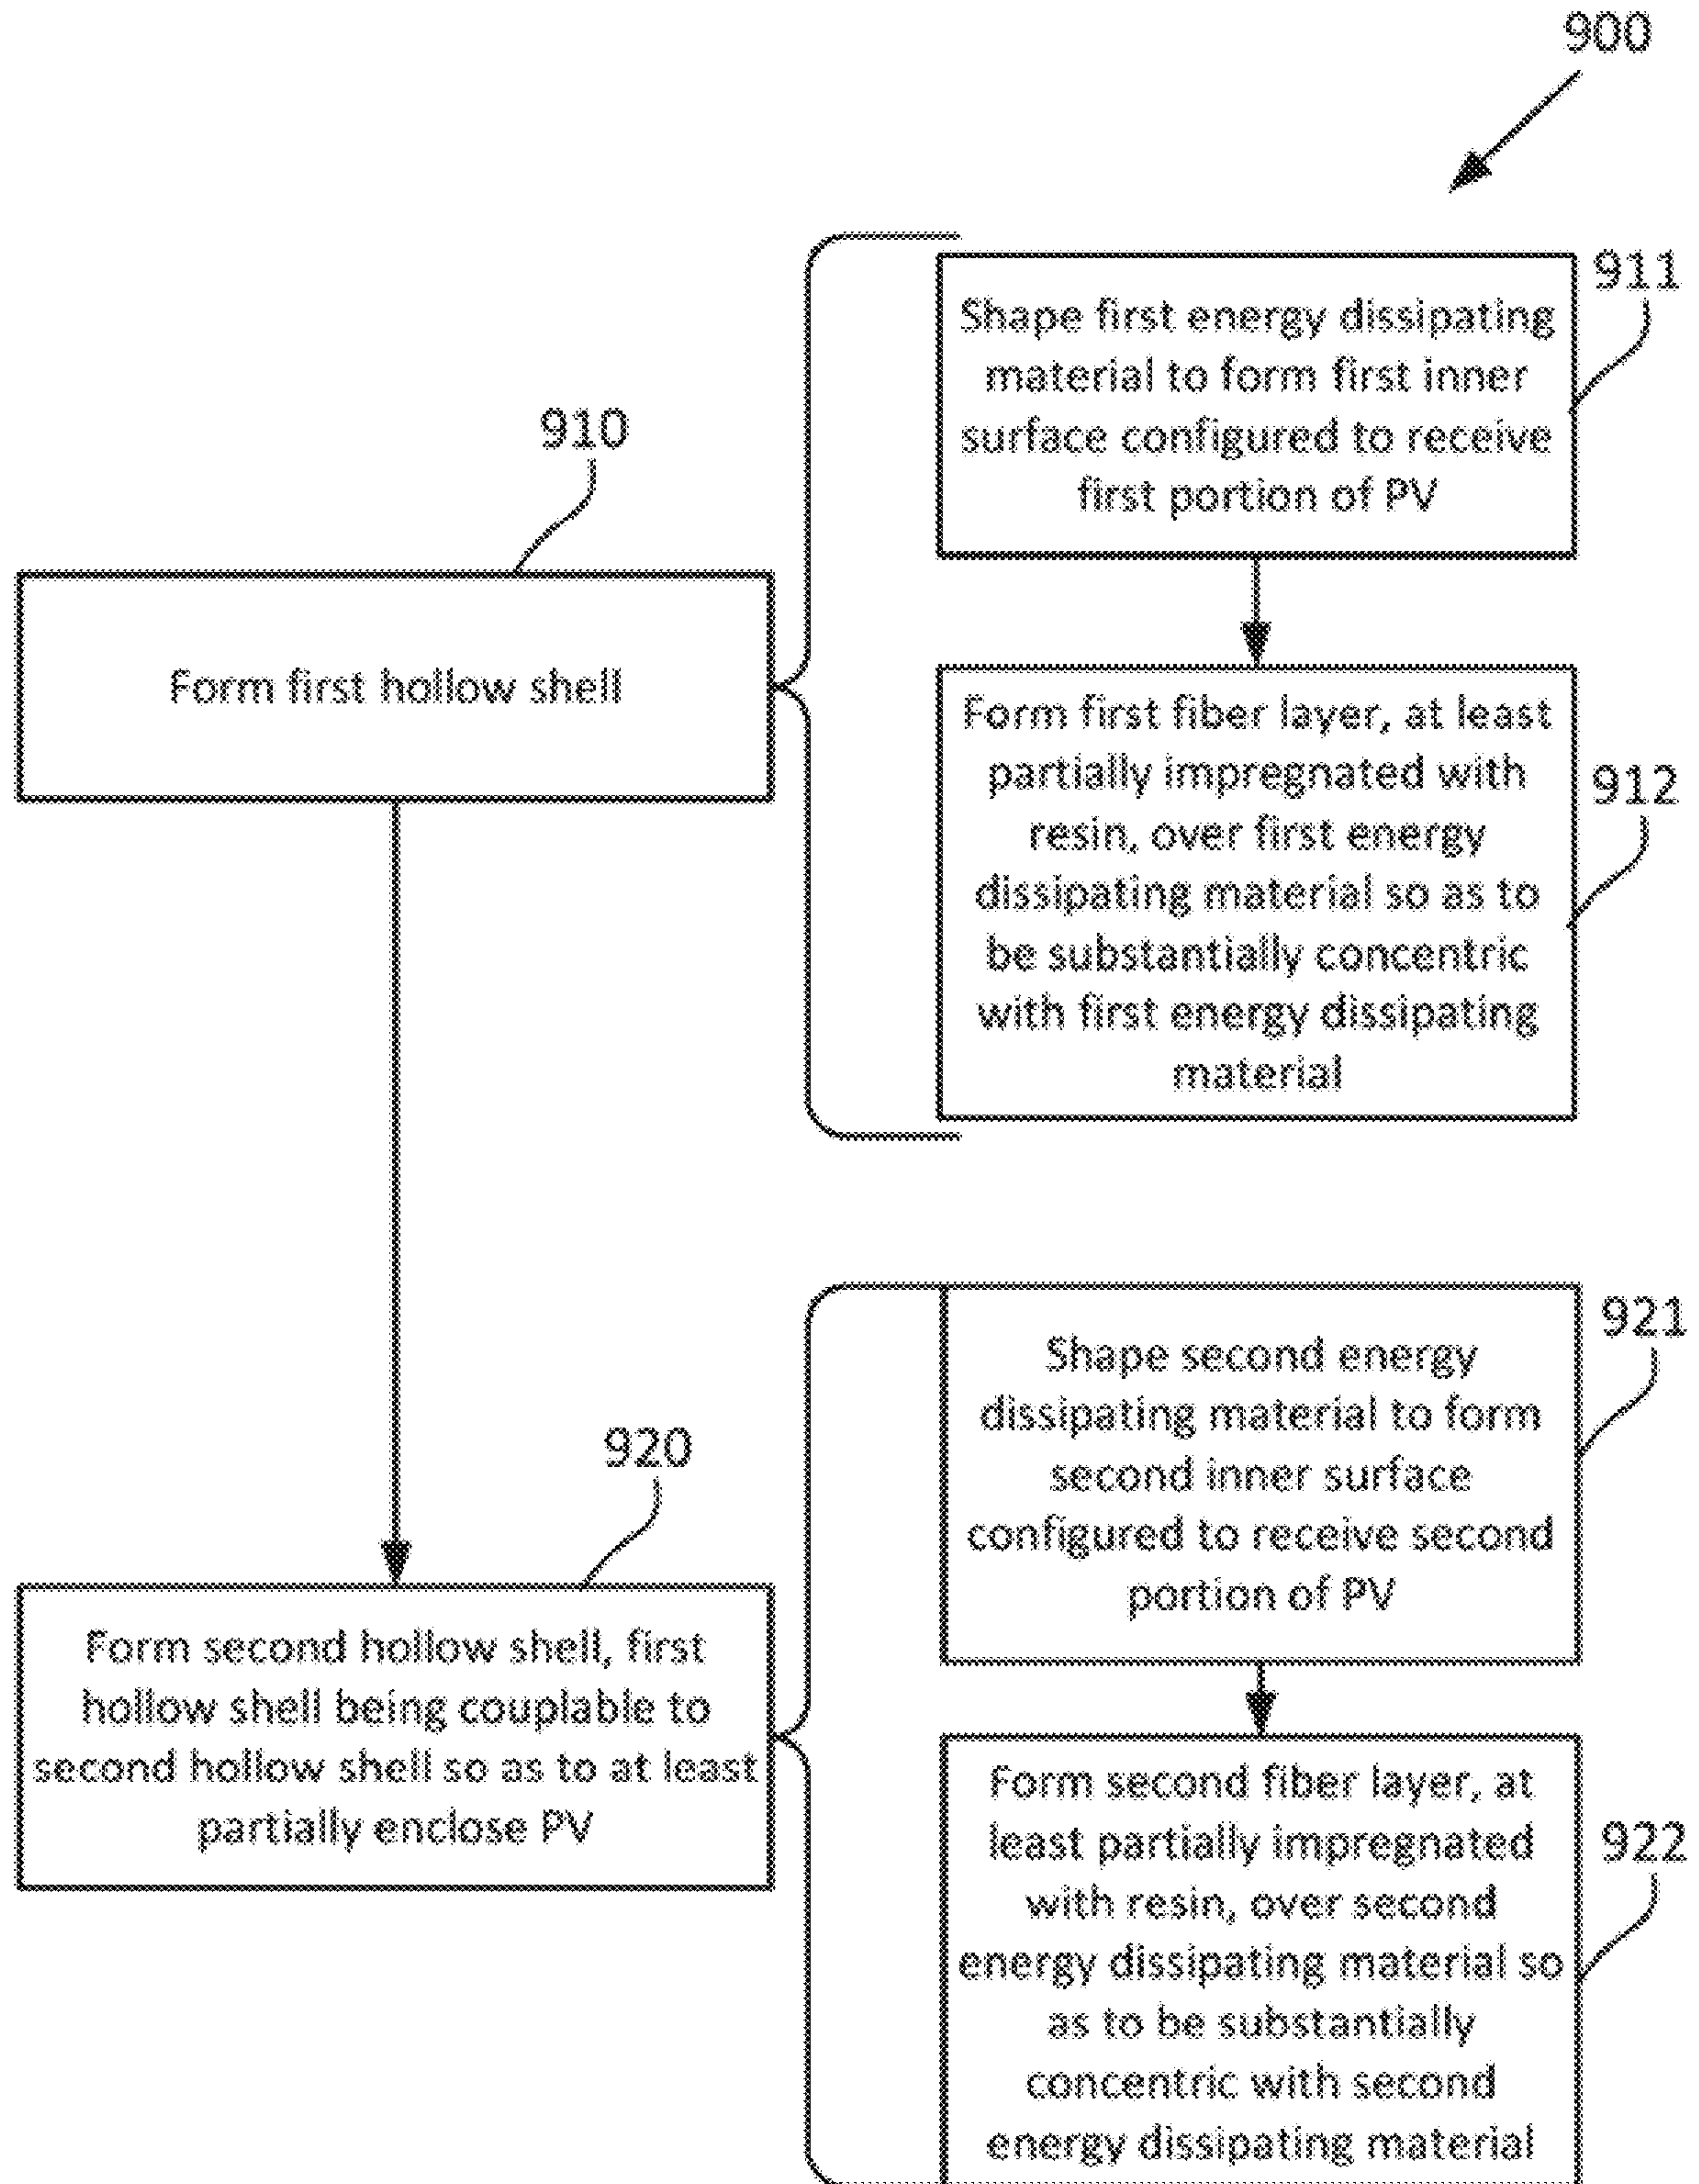 900
911
Shape first energy dissipating
material to form first inner
surface configured to receive
first portion of PV
910
Form first hollow shell
912
Form first fiber layer, at least
partially impregnated with
resin, over first energy
dissipating material so as to
be substantially concentric
with first energy dissipating
material
921
Shape second energy
dissipating material to form
second inner surface
configured to receive second
portion of PV
920
Form second hollow shell, first
hollow shell being couplable to
second hollow shell so as to at least
partially enclose PV
922
Form second fiber layer, at
least partially impregnated
with resin, over second
energy dissipating material so
as to be substantially
concentric with second
energy dissipating material